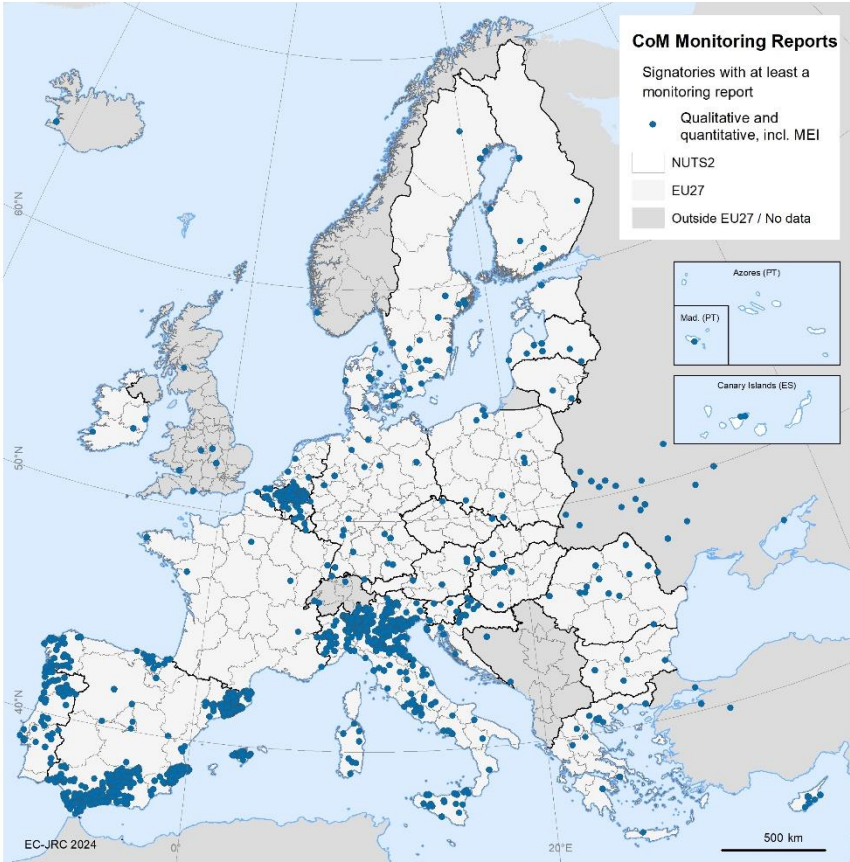 CoM Monitoring Reports
Signatories with at least a
monitoring report
Qualitative and
quantitative, incl. MEI
NUTS2
EU27
Outside EU27 / No data
60°N
Azores (PT)
Mad. (PT)
Canary Islands (ES)
50°N
40°N
EC-JRC 2024
0°
20°E
500 km